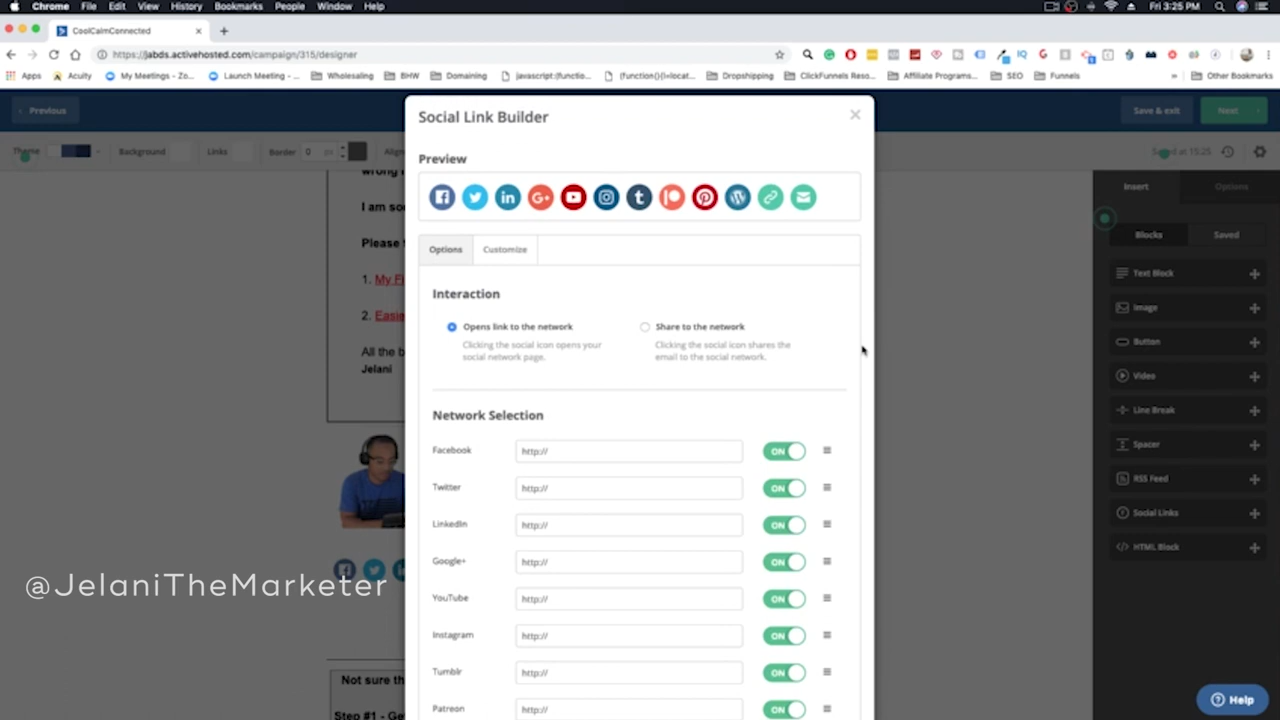 Chrome File Edit View History Bookmarks People Window Help
Fri 3:25 PM
CoolCalmConnected
https://jabds.activehosted.com/campaign/315/designer
Apps Acuity My Meetings - Zo... Launch Meeting - ... Wholesaling BHW Domaining javascript:(functio... (function(){l=locat... Dropshipping ClickFunnels Reso... Affiliate Programs... SEO Funnels » Other Bookmarks
Previous
Save & exit
Next
Theme Background Links Border 0 px Align
Saved at 15:25
Social Link Builder
Preview
Options Customize
Interaction
Opens link to the network
Clicking the social icon opens your
social network page.
Share to the network
Clicking the social icon shares the
email to the social network.
Network Selection
Facebook http:// ON
Twitter http:// ON
LinkedIn http:// ON
Google+ http:// ON
YouTube http:// ON
Instagram http:// ON
Tumblr http:// ON
Patreon http:// ON
I am so
Please
1. My Fi
2. Easie
All the b
Jelani
@JelaniTheMarketer
Not sure th
Step #1 - Ge
Insert Options
Blocks Saved
Text Block
Image
Button
Video
Line Break
Spacer
RSS Feed
Social Links
HTML Block
Help